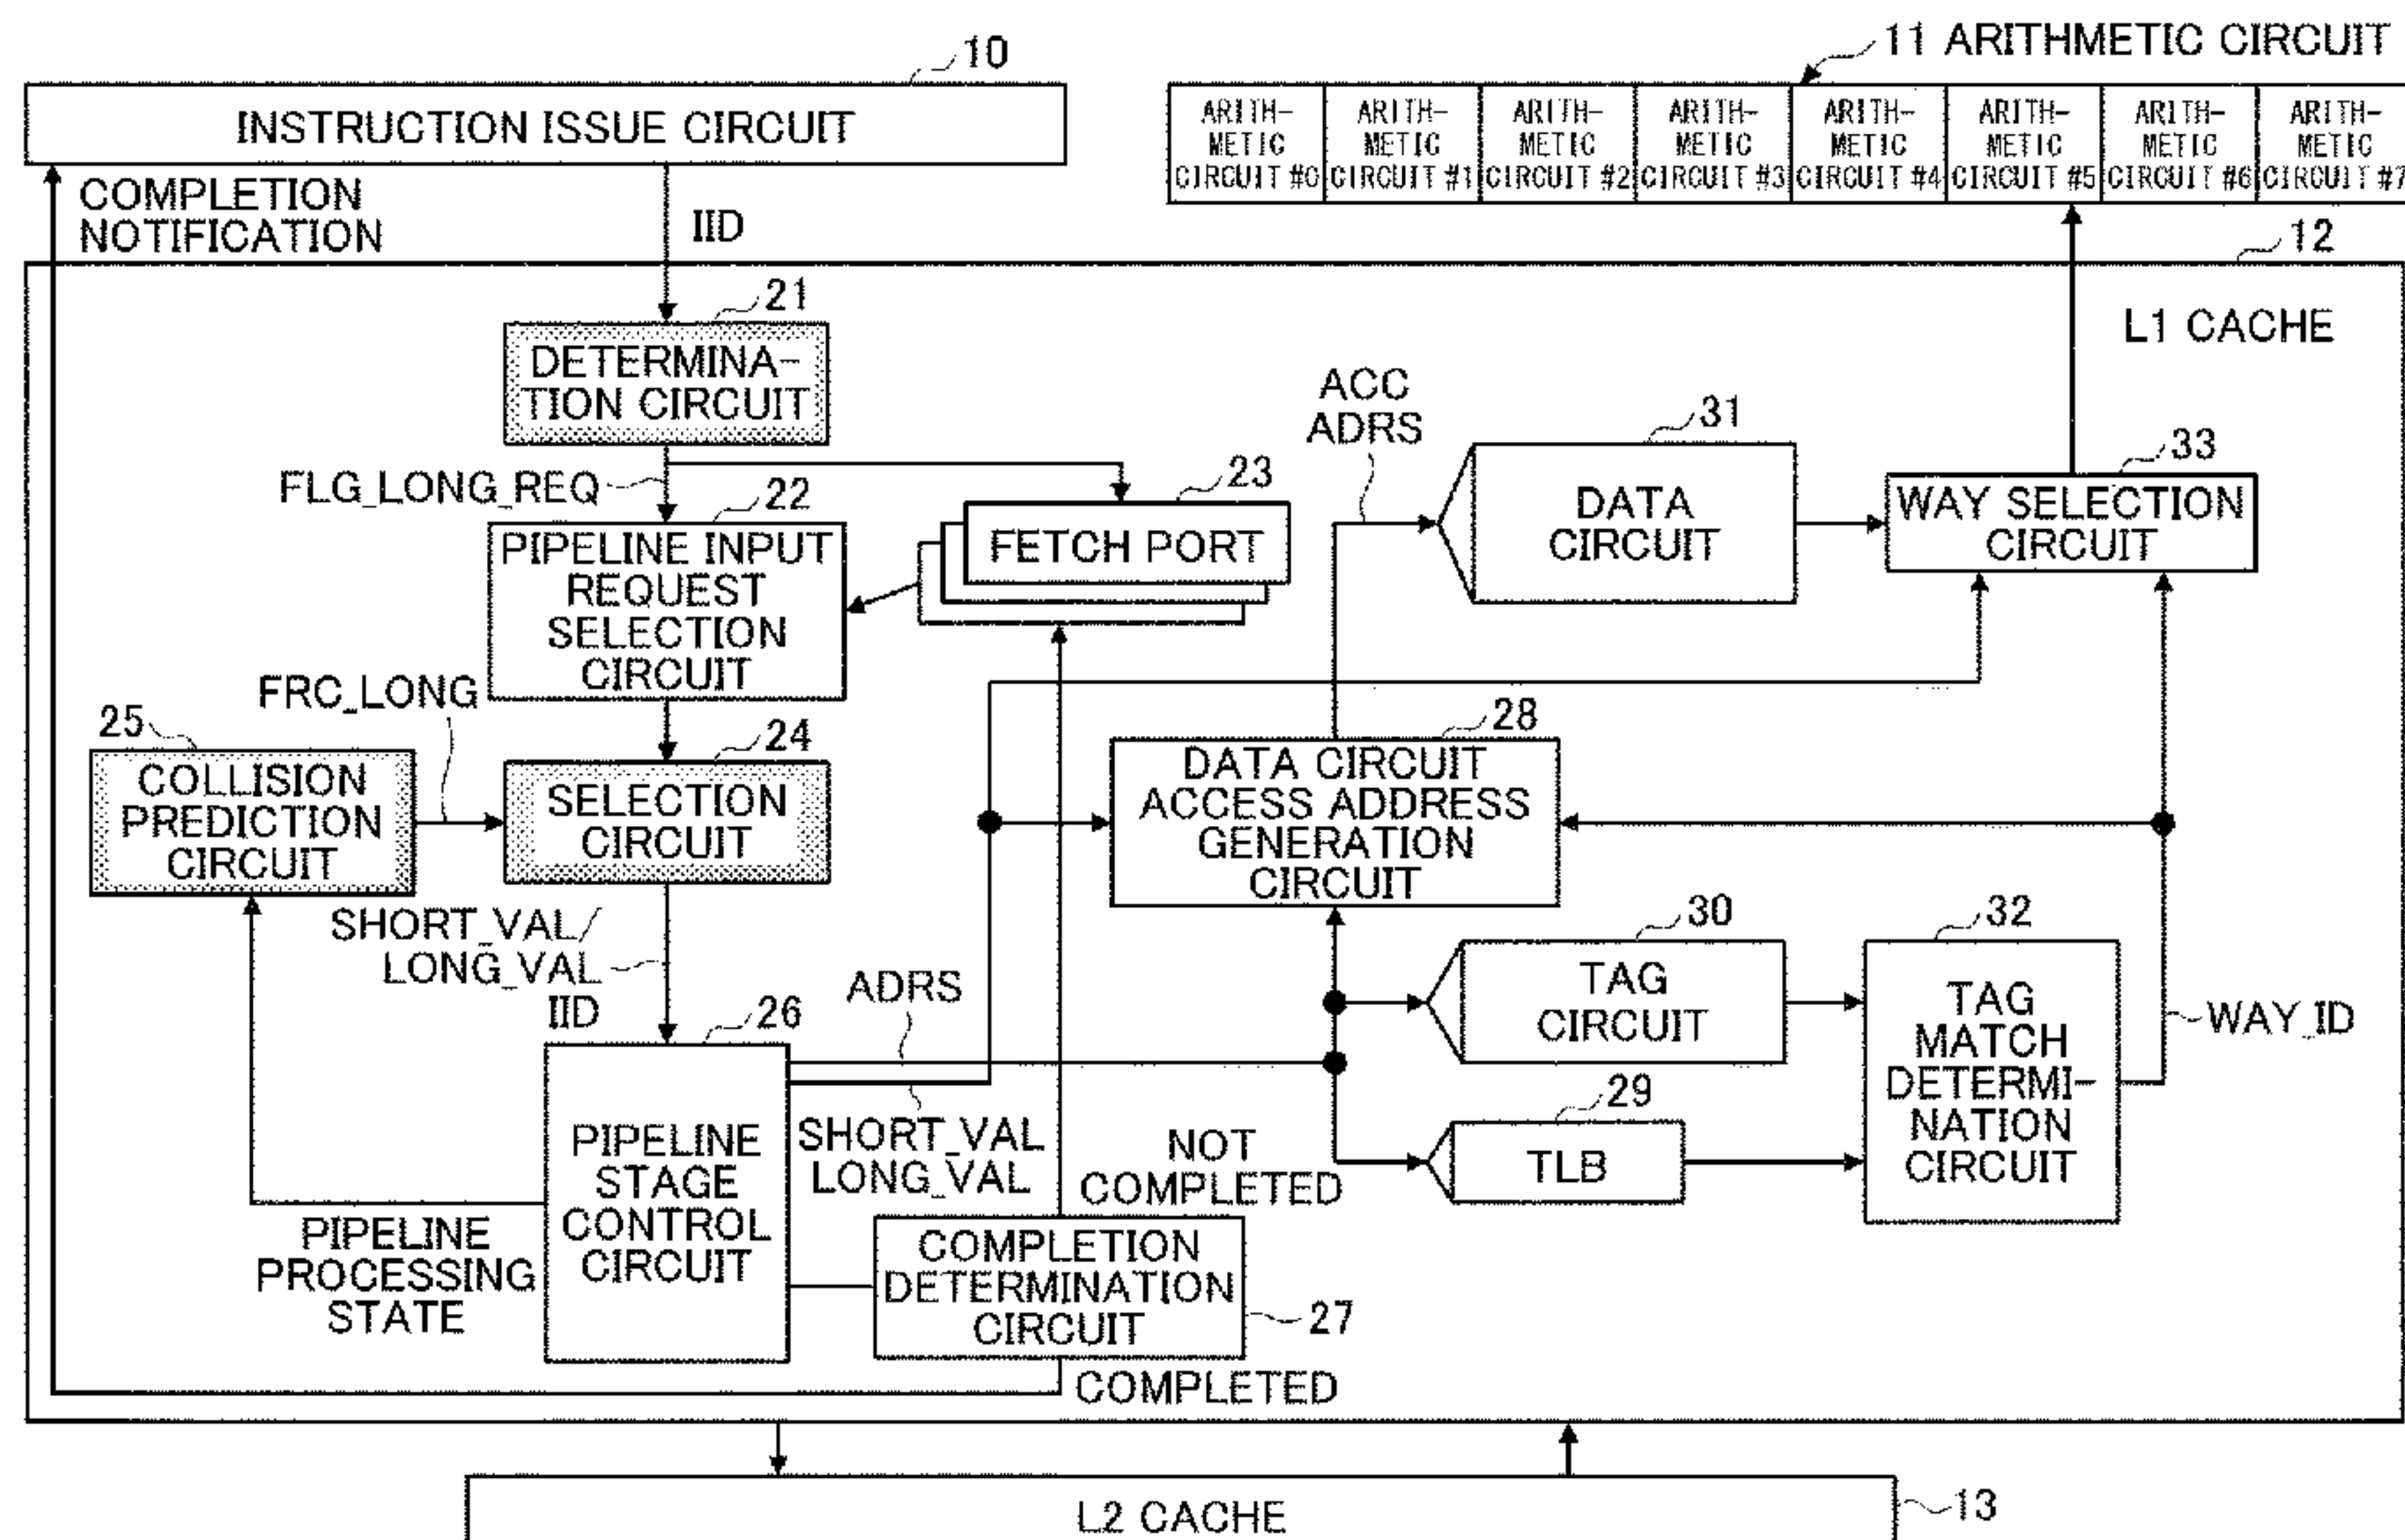 10
INSTRUCTION ISSUE CIRCUIT
11 ARITHMETIC CIRCUIT
ARITH-
METIC
CIRCUIT #0
ARITH-
METIC
CIRCUIT #1
ARITH-
METIC
CIRCUIT #2
ARITH-
METIC
CIRCUIT #3
ARITH-
METIC
CIRCUIT #4
ARITH-
METIC
CIRCUIT #5
ARITH-
METIC
CIRCUIT #6
ARITH-
METIC
CIRCUIT #7
COMPLETION
NOTIFICATION
IID
12
L1 CACHE
21
DETERMINA-
TION CIRCUIT
FLG_LONG_REQ
22
PIPELINE INPUT
REQUEST
SELECTION
CIRCUIT
23
FETCH PORT
ACC
ADRS
31
DATA
CIRCUIT
33
WAY SELECTION
CIRCUIT
FRC_LONG
25
COLLISION
PREDICTION
CIRCUIT
24
SELECTION
CIRCUIT
28
DATA CIRCUIT
ACCESS ADDRESS
GENERATION
CIRCUIT
SHORT_VAL/
LONG_VAL
IID
26
PIPELINE
STAGE
CONTROL
CIRCUIT
ADRS
SHORT_VAL
LONG_VAL
30
TAG
CIRCUIT
29
TLB
32
TAG
MATCH
DETERMI-
NATION
CIRCUIT
WAY_ID
PIPELINE
PROCESSING
STATE
NOT
COMPLETED
COMPLETION
DETERMINATION
CIRCUIT
27
COMPLETED
L2 CACHE
13